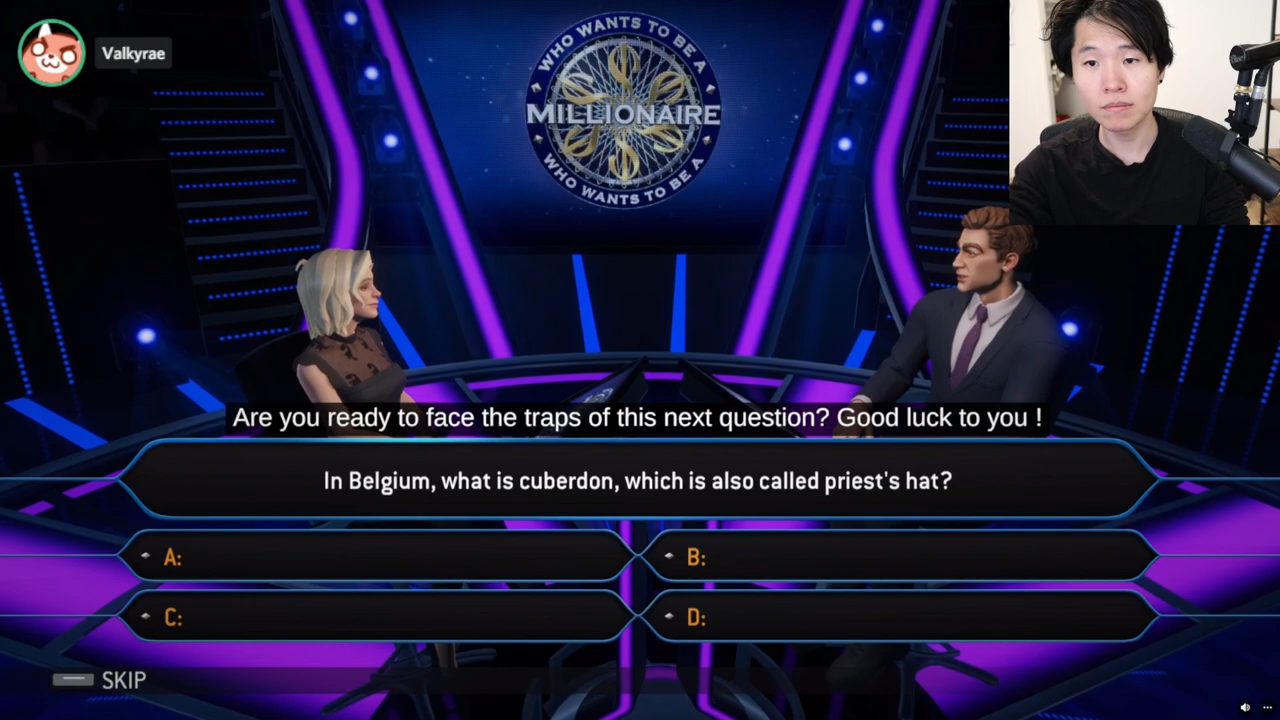 Valkyrae
WHO WANTS TO BE A
MILLIONAIRE
WHO WANTS TO BE A
Are you ready to face the traps of this next question? Good luck to you !
In Belgium, what is cuberdon, which is also called priest's hat?
A:
B:
C:
D:
SKIP